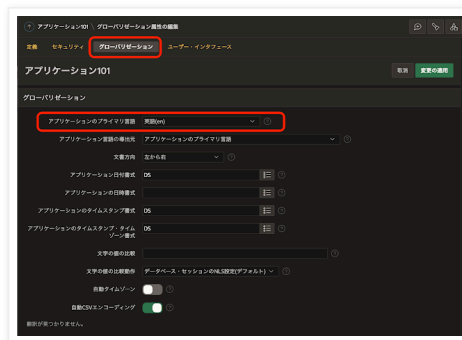 アプリケーション101 \ グローバリゼーション属性の編集
定義 セキュリティ グローバリゼーション ユーザー・インタフェース
アプリケーション101 取消 変更の適用
グローバリゼーション
アプリケーションのプライマリ言語 英語(en)
アプリケーション言語の導出元 アプリケーションのプライマリ言語
文書方向 左から右
アプリケーション日付書式 DS
アプリケーションの日時書式
アプリケーションのタイムスタンプ書式 DS
アプリケーションのタイムスタンプ・タイム
ゾーン書式 DS
文字の値の比較
文字の値の比較動作 データベース・セッションのNLS設定(デフォルト)
自動タイムゾーン
自動CSVエンコーディング
翻訳が見つかりません。